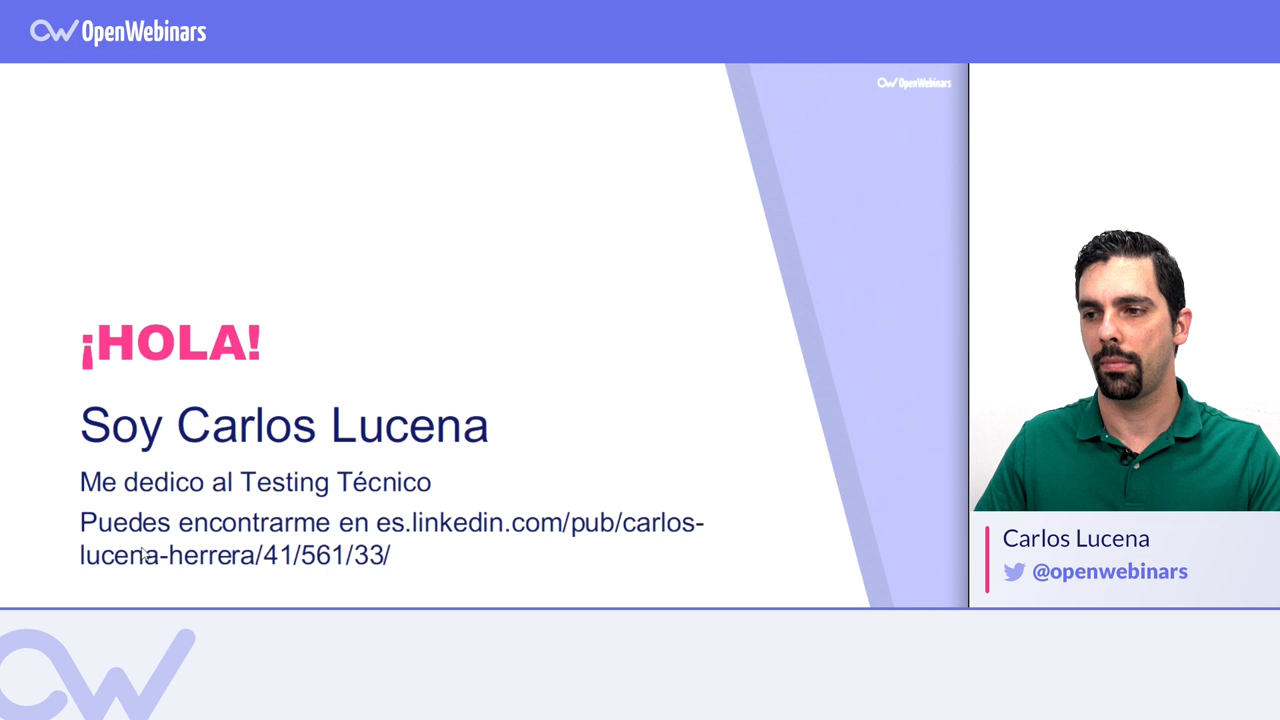 OpenWebinars
OpenWebinars
¡HOLA!
Soy Carlos Lucena
Me dedico al Testing Técnico
Puedes encontrarme en es.linkedin.com/pub/carlos-
lucena-herrera/41/561/33/
Carlos Lucena
@openwebinars